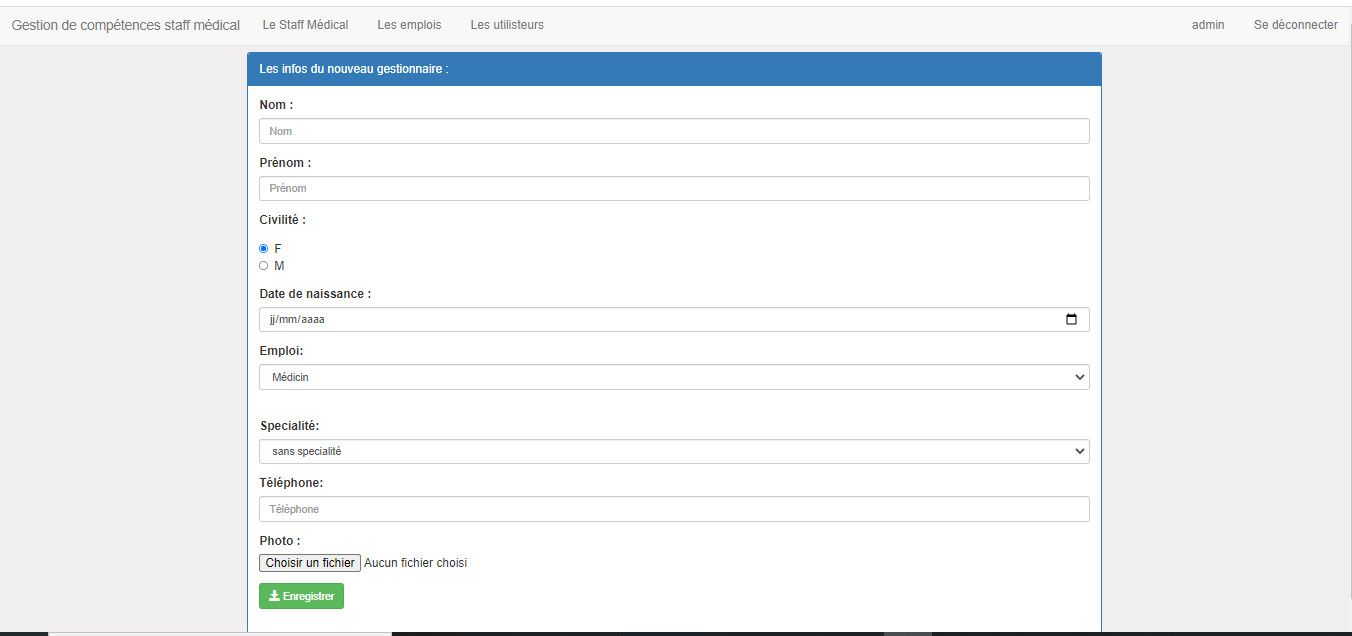 Gestion de compétences staff médical Le Staff Médical Les emplois Les utilisteurs admin Se déconnecter
Les infos du nouveau gestionnaire :
Nom :
Nom
Prénom :
Prénom
Civilité :
F
M
Date de naissance :
jj/mm/aaaa
Emploi:
Médicin
Specialité:
sans specialité
Téléphone:
Téléphone
Photo :
Choisir un fichier Aucun fichier choisi
Enregistrer